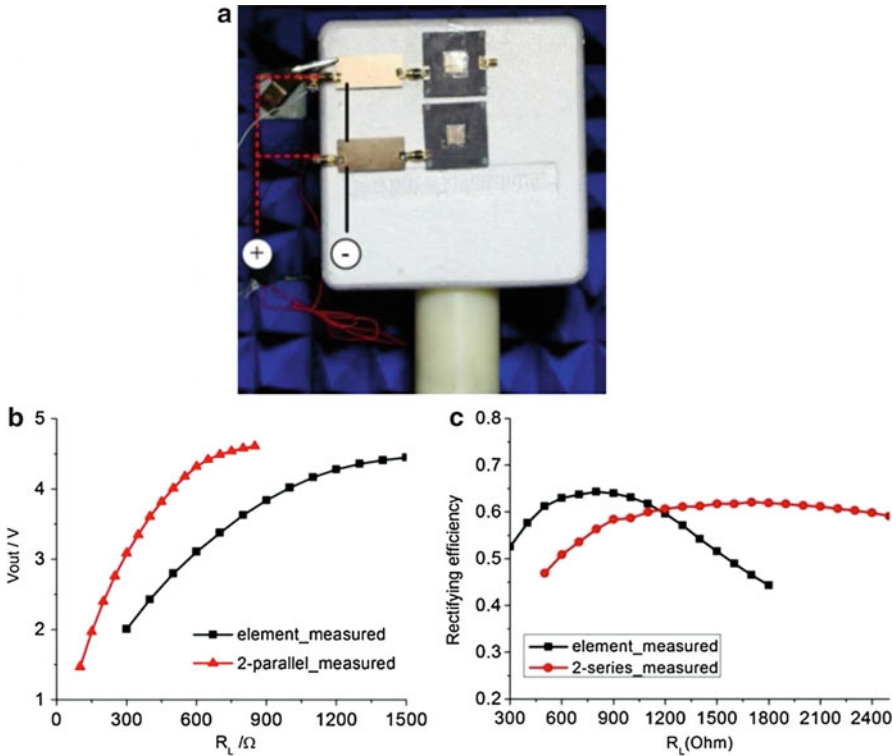 a
+
-
b
5
4
3
2
1
Vout / V
0
300
600
900
1200
1500
R_L /Ω
element_measured
2-parallel_measured
c
0.8
0.7
0.6
0.5
0.4
0.3
0.2
Rectifying efficiency
300
600
900
1200
1500
1800
2100
2400
R_L(Ohm)
element_measured
2-series_measured